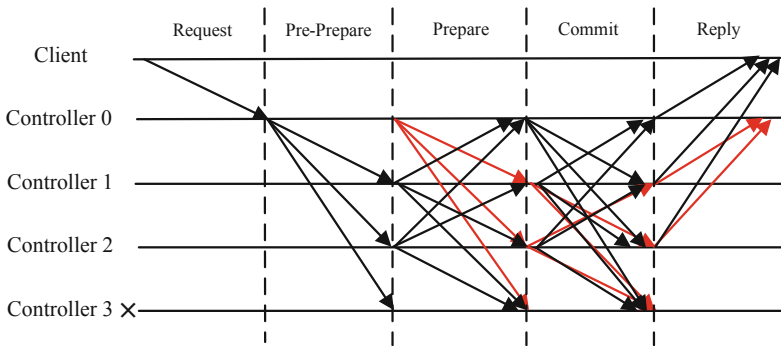 Request Pre-Prepare Prepare Commit Reply
Client
Controller 0
Controller 1
Controller 2
Controller 3 ×